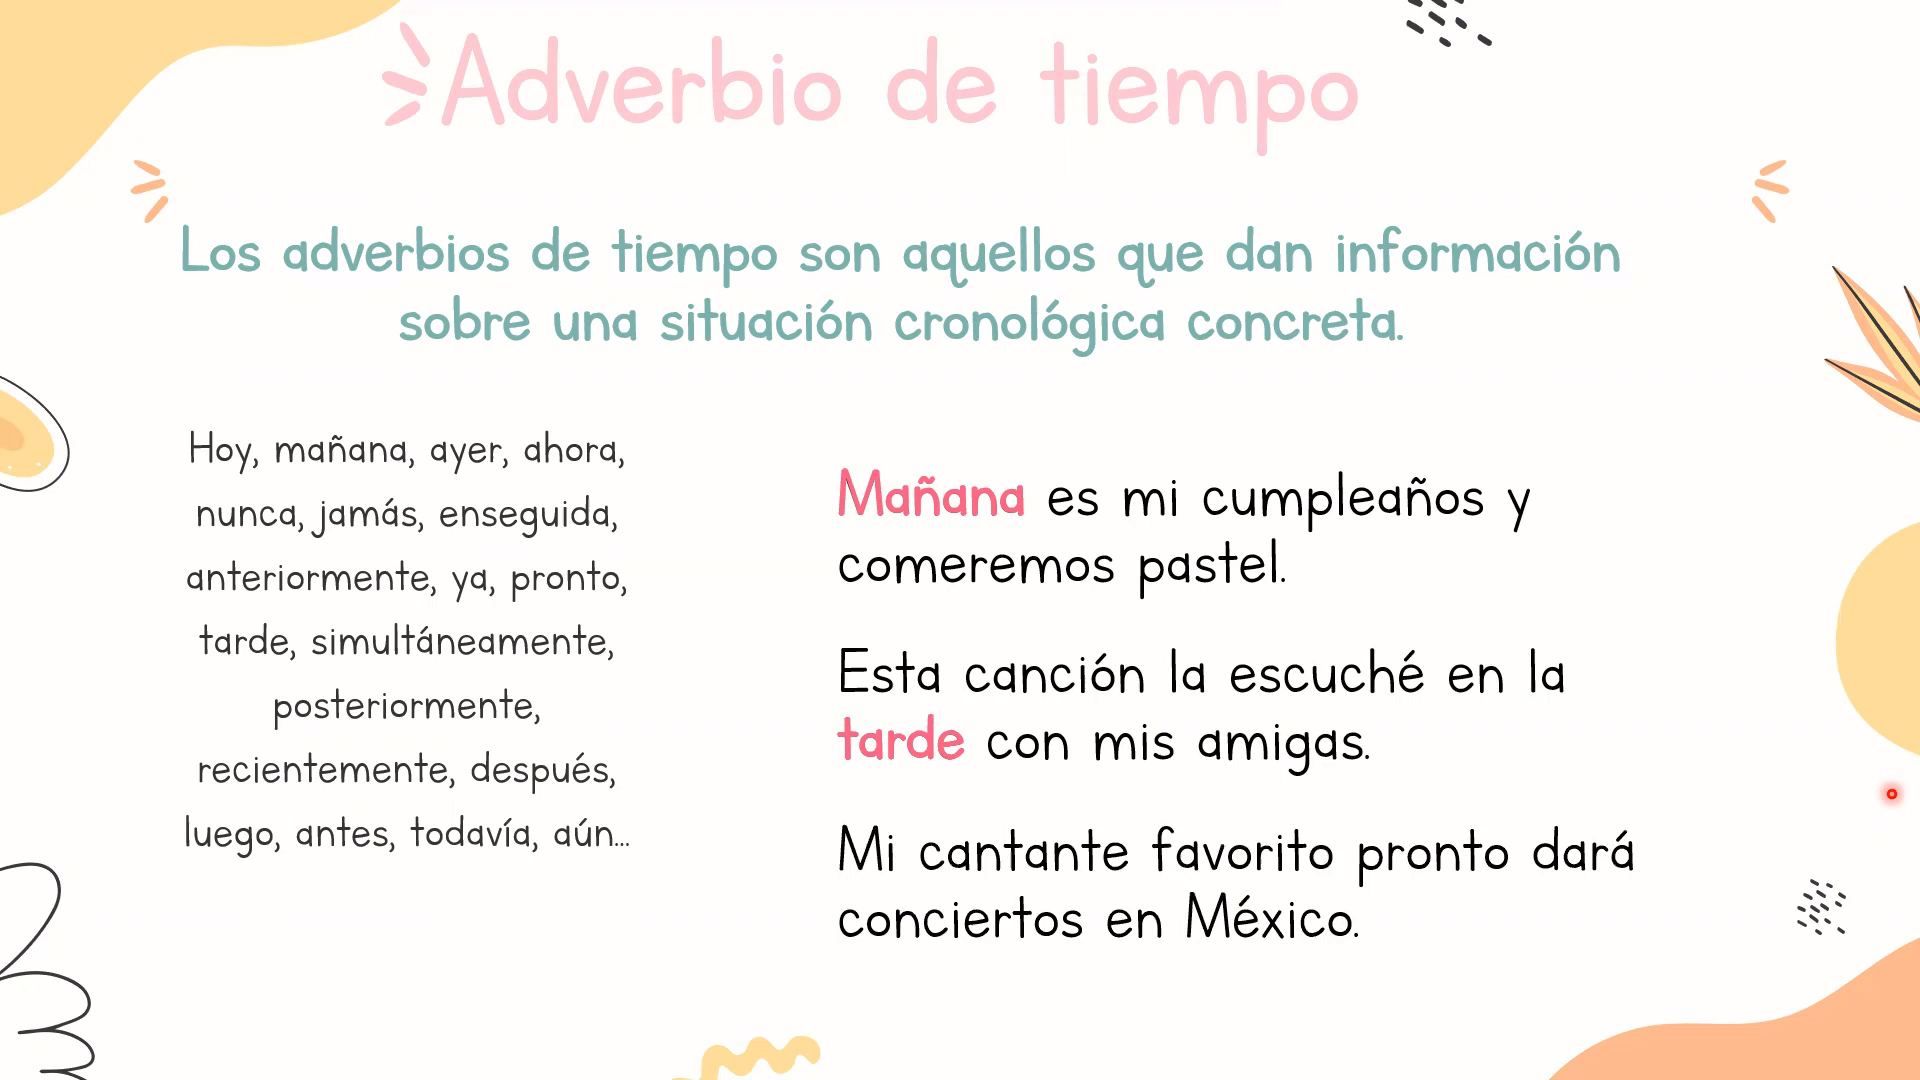 Adverbio de tiempo
Los adverbios de tiempo son aquellos que dan información
sobre una situación cronológica concreta.
Hoy, mañana, ayer, ahora,
nunca, jamás, enseguida,
anteriormente, ya, pronto,
tarde, simultáneamente,
posteriormente,
recientemente, después,
luego, antes, todavía, aún...
Mañana es mi cumpleaños y
comeremos pastel.
Esta canción la escuché en la
tarde con mis amigas.
Mi cantante favorito pronto dará
conciertos en México.